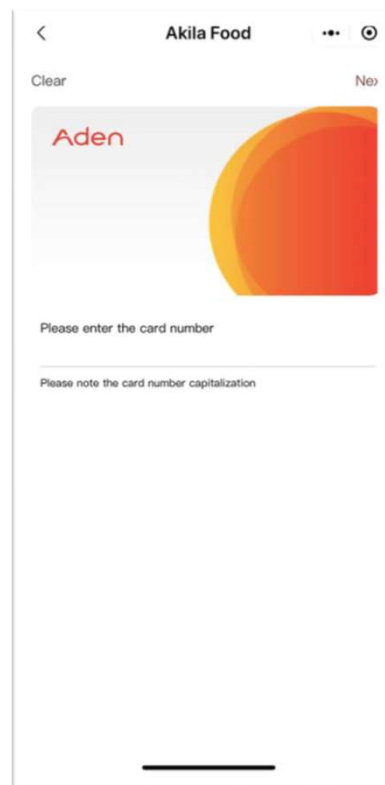 Akila Food
Clear
Aden
Please enter the card number
Please note the card number capitalization